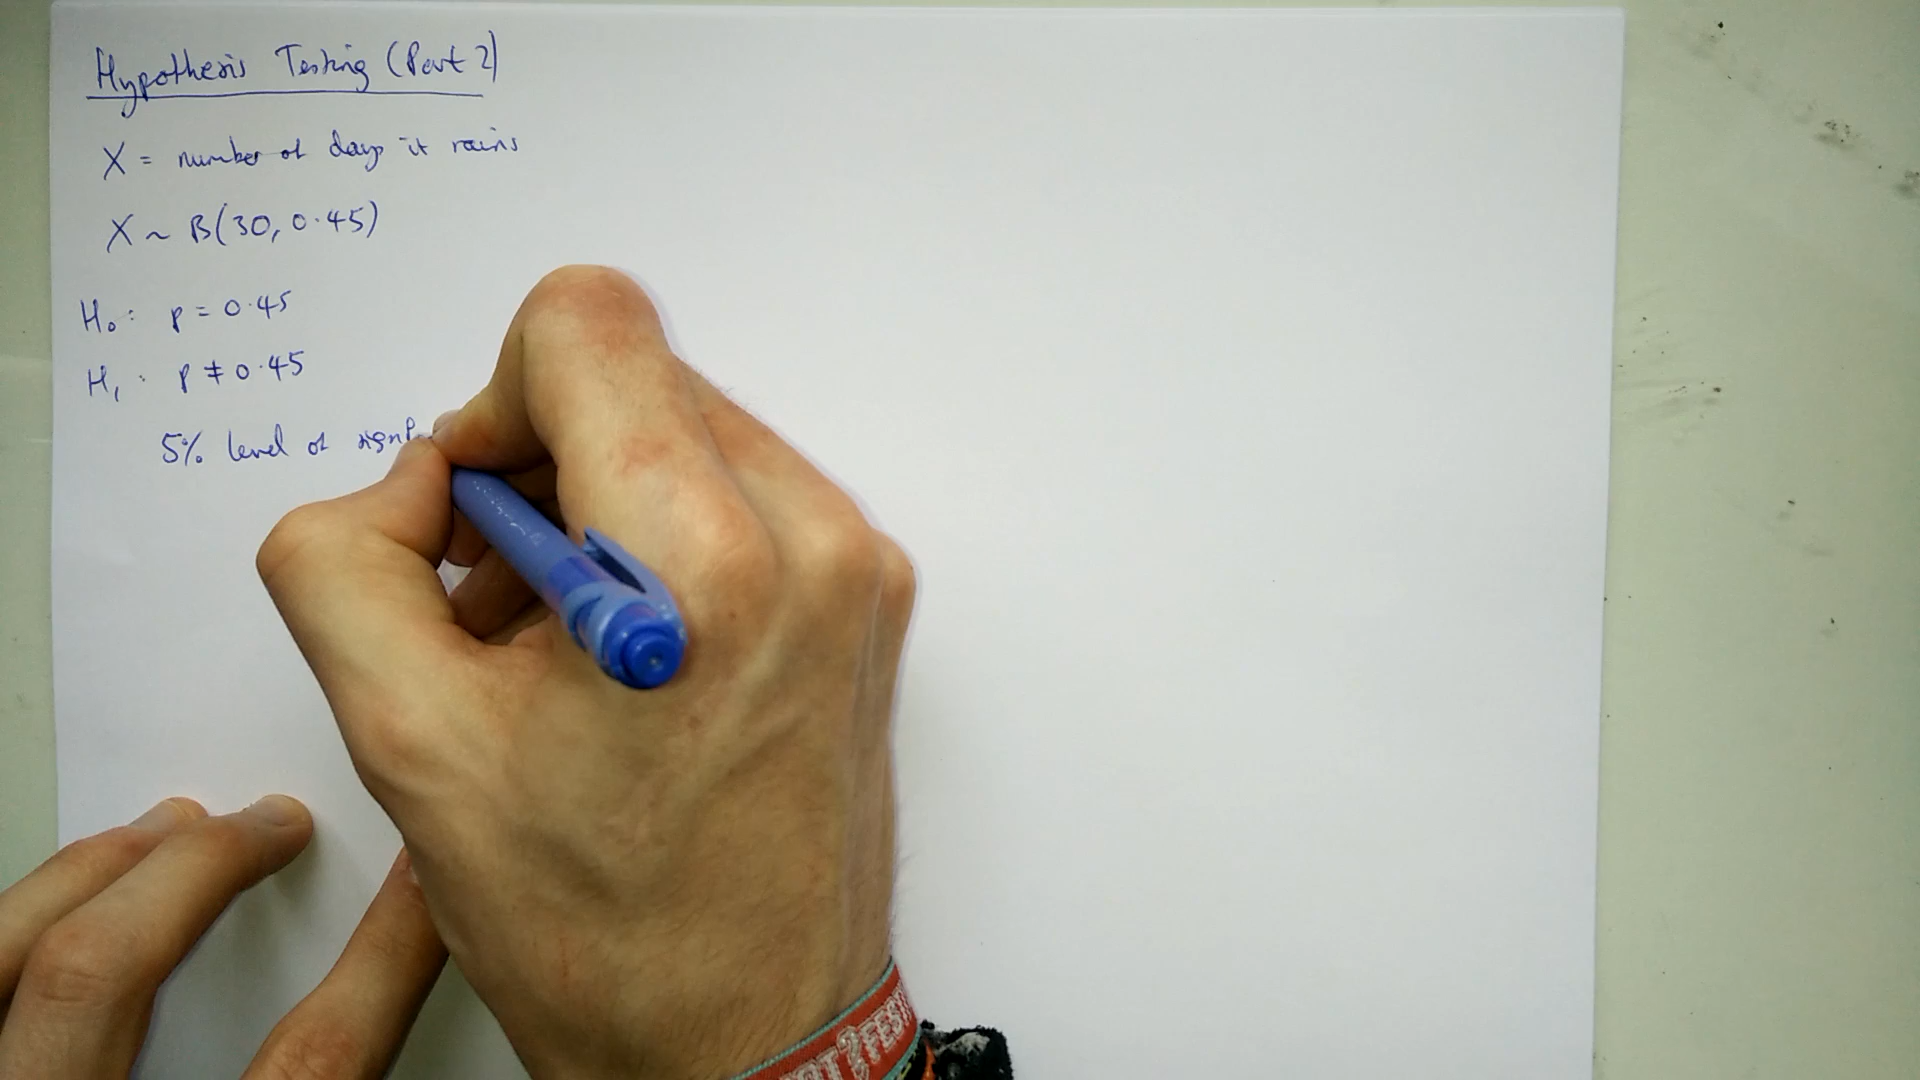 Hypothesis Testing (Part 2)
X = number of days it rains
X ~ B(30, 0.45)
H₀: p = 0.45
H₁: p ≠ 0.45
5% level of